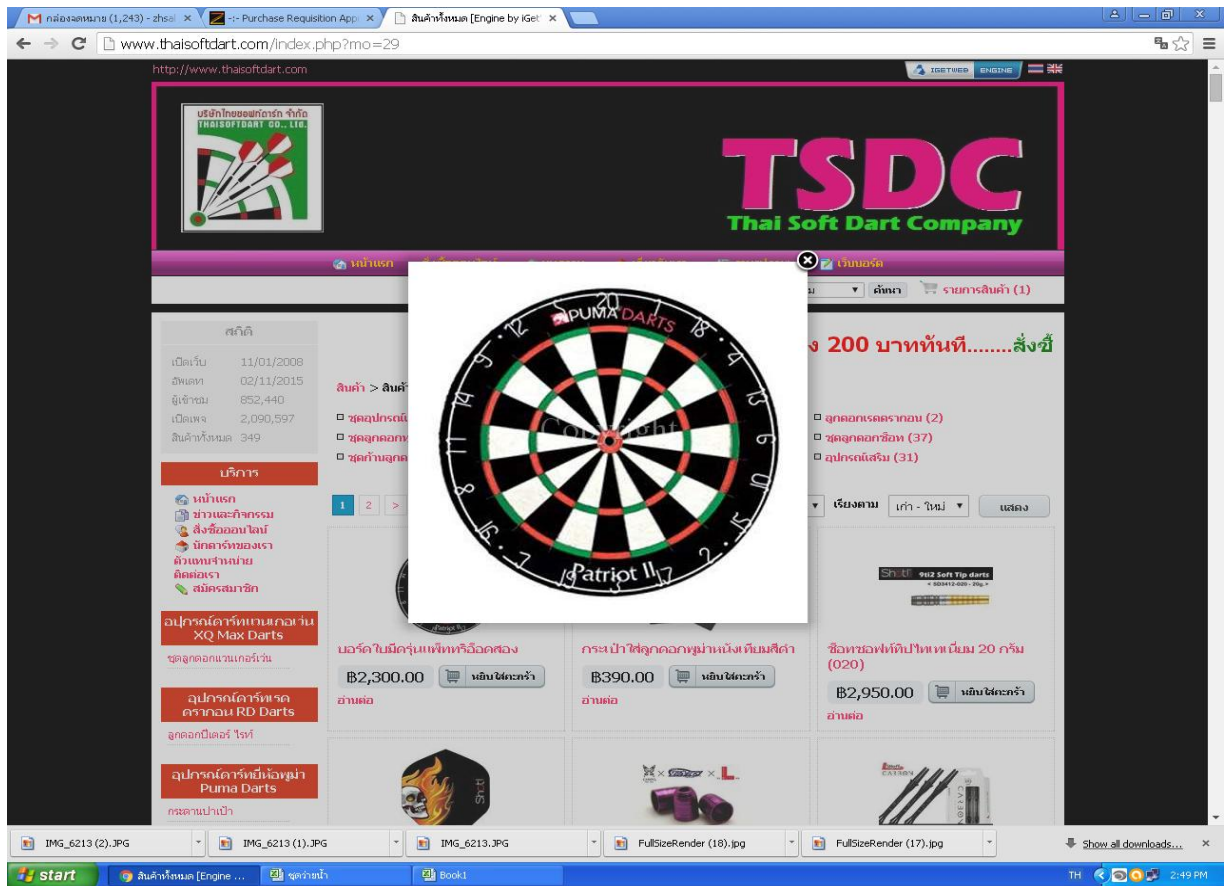 กล่องจดหมาย (1,243) - zhsal
-:- Purchase Requisition App
สินค้าทั้งหมด [Engine by iGet
www.thaisoftdart.com/index.php?mo=29
http://www.thaisoftdart.com
IGETWEB ENGINE
บริษัทไทยซอฟท์ดาร์ท จำกัด
THAISOFTDART CO., LTD.
TSDC
Thai Soft Dart Company
หน้าแรก
เว็บบอร์ด
ค้นหา
รายการสินค้า (1)
สถิติ
เปิดเว็บ 11/01/2008
อัพเดท 02/11/2015
ผู้เข้าชม 852,440
เปิดเพจ 2,090,597
สินค้าทั้งหมด 349
200 บาททันที........สั่งซื้
สินค้า > สินค้า
ลูกดอกเรดดรากอน (2)
ชุดลูกดอกช็อท (37)
อุปกรณ์เสริม (31)
บริการ
หน้าแรก
ข่าวและกิจกรรม
สั่งซื้อออนไลน์
นักดาร์ทของเรา
ตัวแทนจำหน่าย
ติดต่อเรา
สมัครสมาชิก
1 2 >
เรียงตาม เก่า - ใหม่ แสดง
PUMA DARTS
20
1
18
4
13
6
10
15
2
17
7
16
8
11
14
9
12
Copyright
Patriot II
Shot! 9ti2 Soft Tip darts
อุปกรณ์ดาร์ทแวนเกอเว่น
XQ Max Darts
ชุดลูกดอกแวนเกอร์เว่น
บอร์ดใบมีดรุ่นแพ็ททริอ็อดสอง
฿2,300.00 หยิบใส่ตะกร้า
อ่านต่อ
กระเป๋าใส่ลูกดอกพูม่าหนังเทียมสีดำ
฿390.00 หยิบใส่ตะกร้า
อ่านต่อ
ช็อทซอฟท์ทิปไทเทเนี่ยม 20 กรัม
(020)
฿2,950.00 หยิบใส่ตะกร้า
อ่านต่อ
อุปกรณ์ดาร์ทเรด
ดรากอน RD Darts
ลูกดอกปีเตอร์ ไรท์
อุปกรณ์ดาร์ทยี่ห้อพูม่า
Puma Darts
กระดานปาเป้า
Shot!
CARBON
IMG_6213 (2).JPG
IMG_6213 (1).JPG
IMG_6213.JPG
FullSizeRender (18).jpg
FullSizeRender (17).jpg
Show all downloads...
start
สินค้าทั้งหมด [Engine ...
ชุดว่ายน้ำ
Book1
TH
2:49 PM